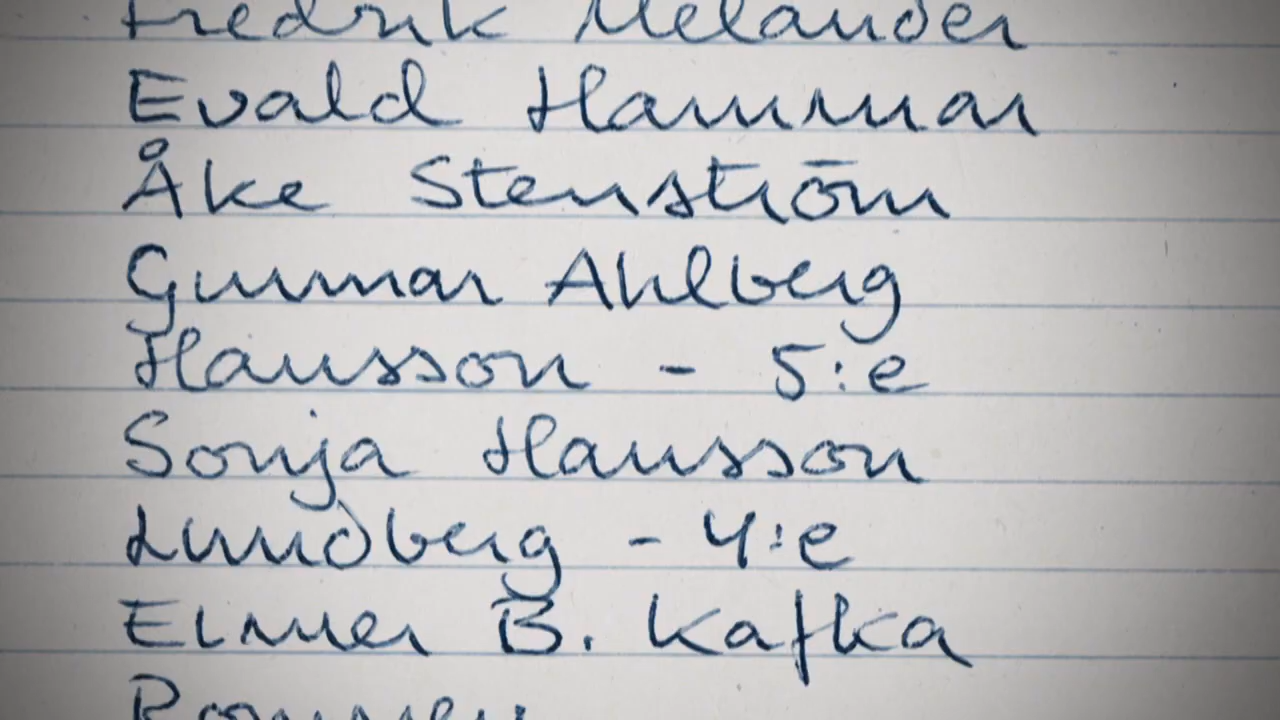 Fredrik Melander
Evald Hammar
Åke Stenström
Gunnar Ahlberg
Hansson - 5:e
Sonja Hansson
Lundberg - 4:e
Elmer B. Kafka